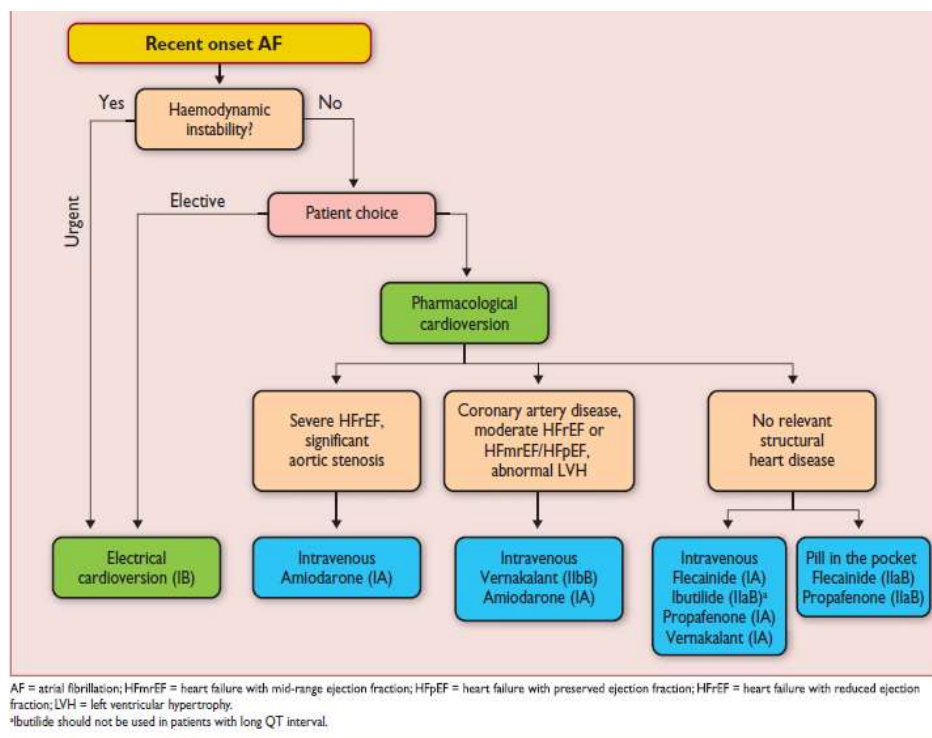 Recent onset AF
Yes
No
Haemodynamic
instability?
Urgent
Elective
Patient choice
Pharmacological
cardioversion
Severe HFrEF,
significant
aortic stenosis
Coronary artery disease,
moderate HFrEF or
HFmrEF/HFpEF,
abnormal LVH
No relevant
structural
heart disease
Electrical
cardioversion (IB)
Intravenous
Amiodarone (IA)
Intravenous
Vernakalant (IIbB)
Amiodarone (IA)
Intravenous
Flecainide (IA)
Ibutilide (IIaB)ᵃ
Propafenone (IA)
Vernakalant (IA)
Pill in the pocket
Flecainide (IIaB)
Propafenone (IIaB)
AF = atrial fibrillation; HFmrEF = heart failure with mid-range ejection fraction; HFpEF = heart failure with preserved ejection fraction; HFrEF = heart failure with reduced ejection
fraction; LVH = left ventricular hypertrophy.
ᵃIbutilide should not be used in patients with long QT interval.